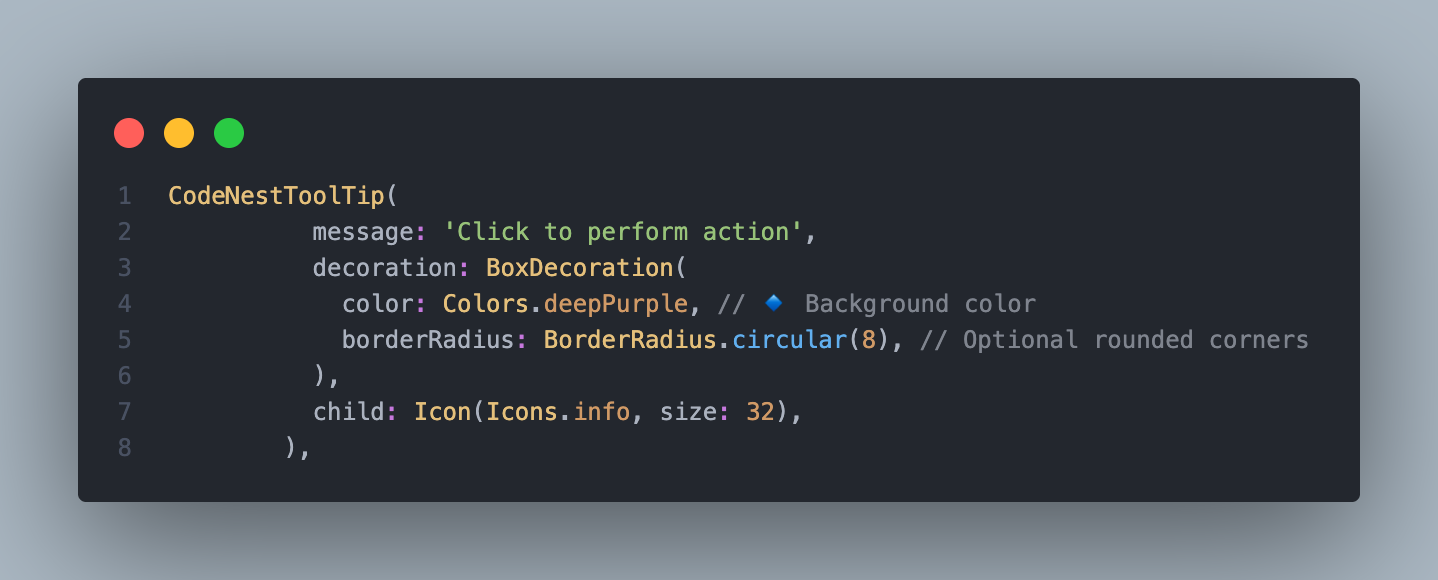 1 CodeNestToolTip(
2 message: 'Click to perform action',
3 decoration: BoxDecoration(
4 color: Colors.deepPurple, // 🔹 Background color
5 borderRadius: BorderRadius.circular(8), // Optional rounded corners
6 ),
7 child: Icon(Icons.info, size: 32),
8 ),